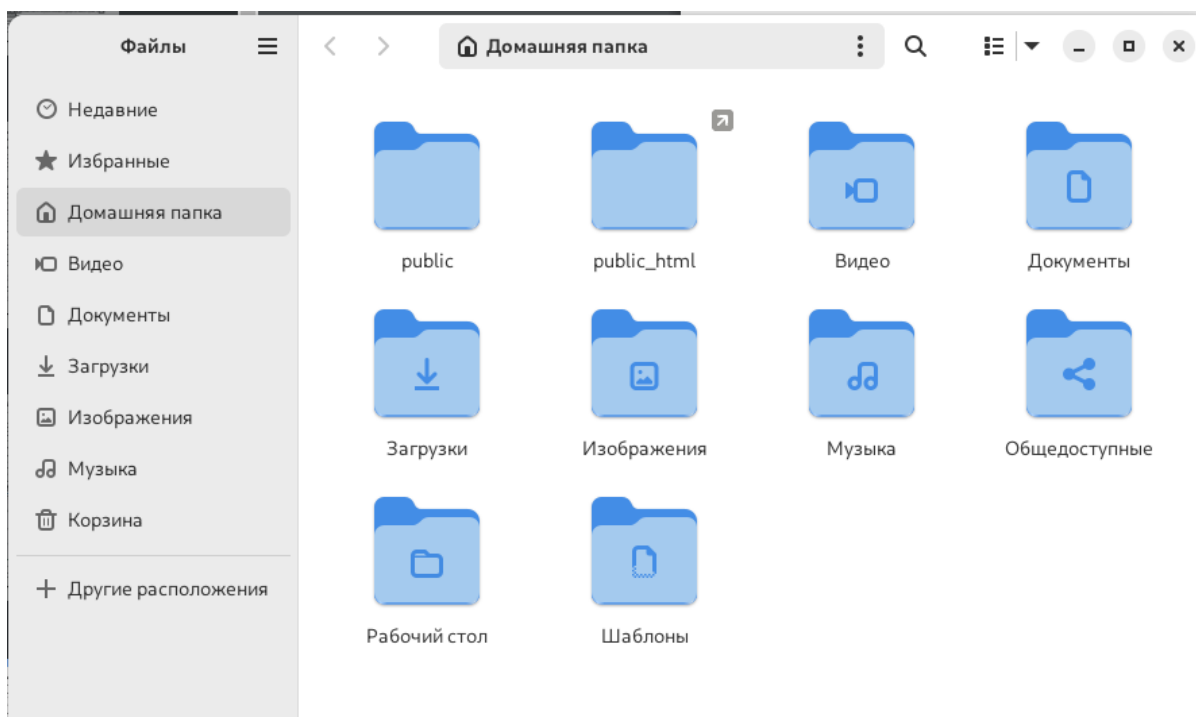 Файлы
Домашняя папка
Недавние
Избранные
Домашняя папка
Видео
Документы
Загрузки
Изображения
Музыка
Корзина
Другие расположения
public
public_html
Видео
Документы
Загрузки
Изображения
Музыка
Общедоступные
Рабочий стол
Шаблоны